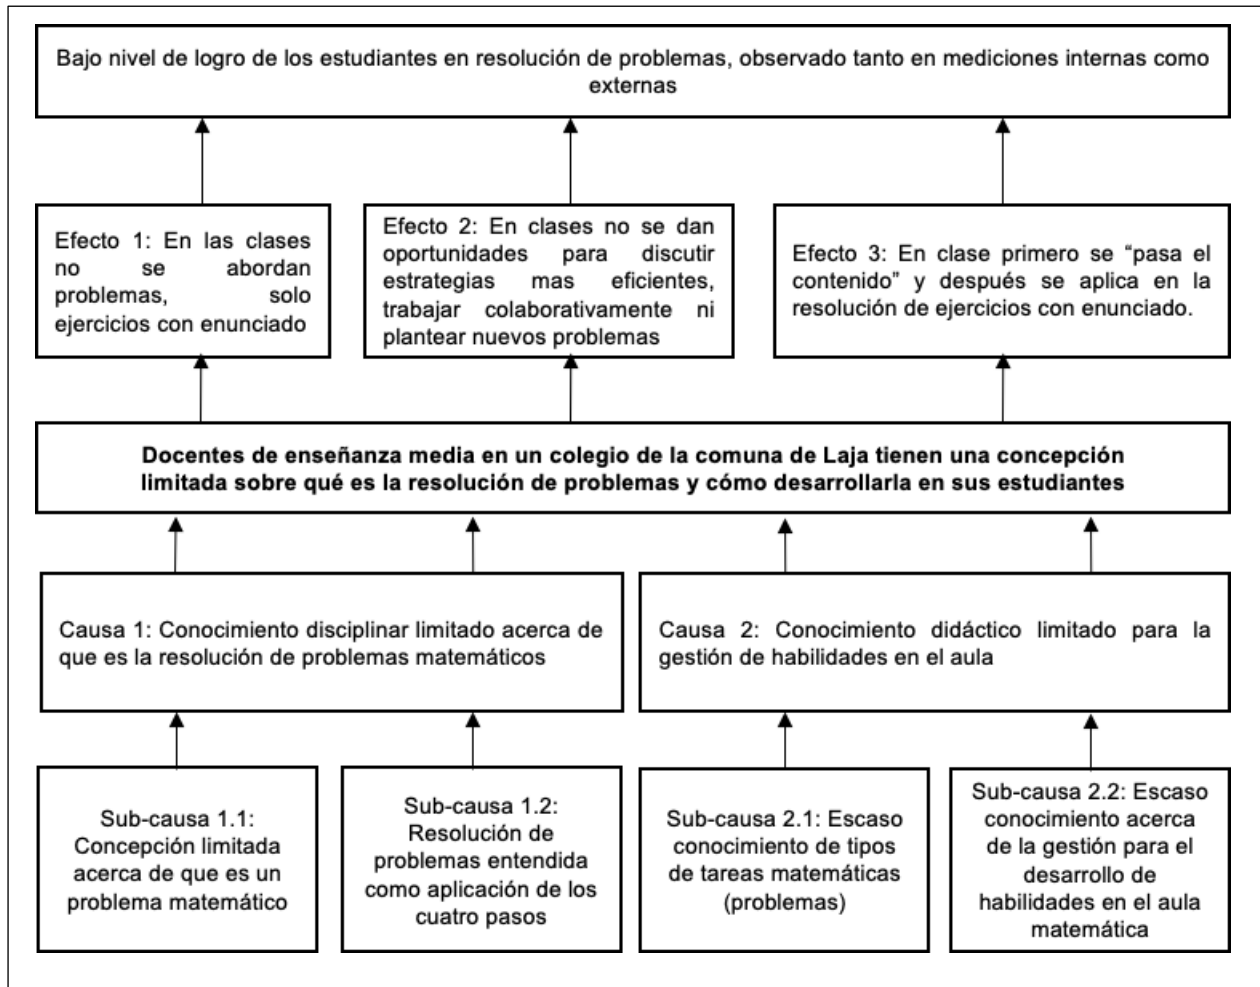 Bajo nivel de logro de los estudiantes en resolución de problemas, observado tanto en mediciones internas como
externas
Efecto 1: En las clases
no se abordan
problemas, solo
ejercicios con enunciado
Efecto 2: En clases no se dan
oportunidades para discutir
estrategias mas eficientes,
trabajar colaborativamente ni
plantear nuevos problemas
Efecto 3: En clase primero se “pasa el
contenido” y después se aplica en la
resolución de ejercicios con enunciado.
Docentes de enseñanza media en un colegio de la comuna de Laja tienen una concepción
limitada sobre qué es la resolución de problemas y cómo desarrollarla en sus estudiantes
Causa 1: Conocimiento disciplinar limitado acerca de
que es la resolución de problemas matemáticos
Causa 2: Conocimiento didáctico limitado para la
gestión de habilidades en el aula
Sub-causa 1.1:
Concepción limitada
acerca de que es un
problema matemático
Sub-causa 1.2:
Resolución de
problemas entendida
como aplicación de los
cuatro pasos
Sub-causa 2.1: Escaso
conocimiento de tipos
de tareas matemáticas
(problemas)
Sub-causa 2.2: Escaso
conocimiento acerca
de la gestión para el
desarrollo de
habilidades en el aula
matemática